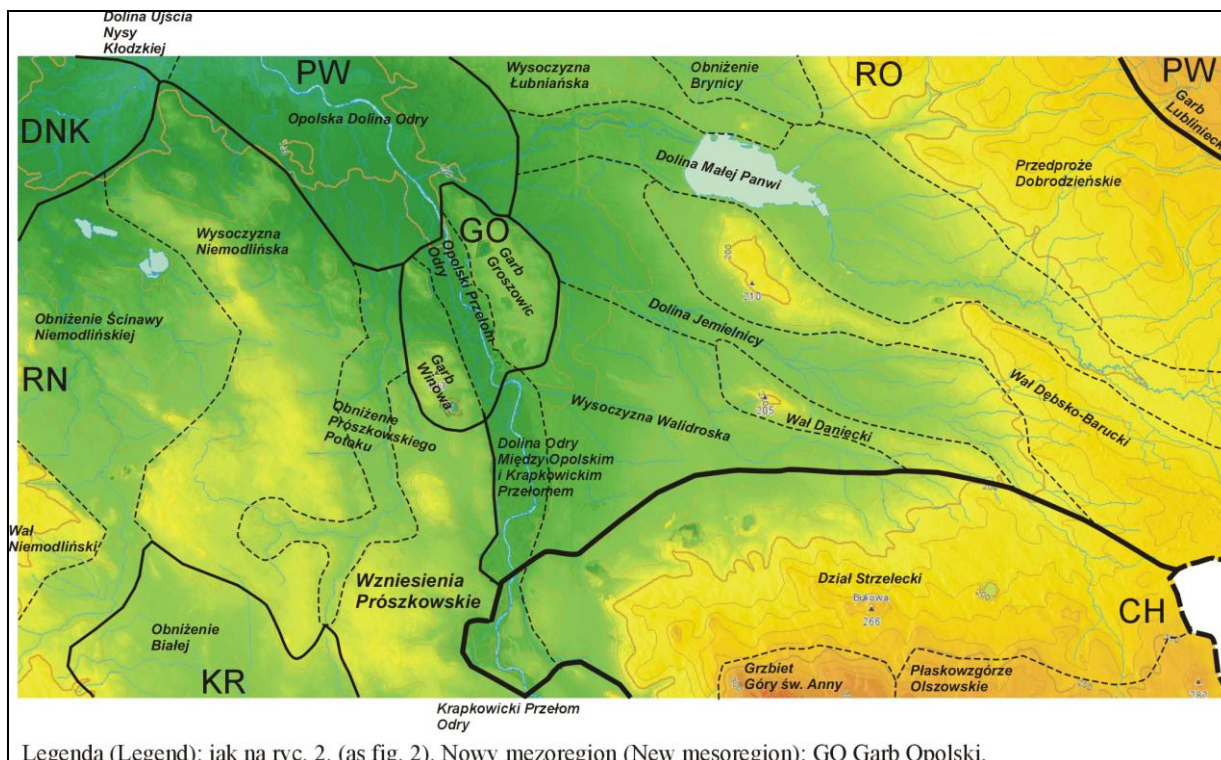 Dolina Ujścia
Nysy
Kłodzkiej
PW
Wysoczyzna
Łubniańska
Obniżenie
Brynicy
RO
PW
Garb
Lubliniecki
DNK
Opolska Dolina Odry
Dolina Małej Panwi
Przedproże
Dobrodzieńskie
Wysoczyzna
Niemodlińska
GO
Opolski Przełom
Odry
Garb
Groszowic
200
210
Obniżenie Ścinawy
Niemodlińskiej
Dolina Jemielnicy
RN
Garb
Winowa
Obniżenie
Prószkowskiego
Potoku
Wysoczyzna Walidroska
205
Wał Daniecki
Wał Dębsko-Barucki
Dolina Odry
Między Opolskim
i Krapkowickim
Przełomem
Wał
Niemodliński
Wzniesienia
Prószkowskie
Dział Strzelecki
Bukowa
266
CH
Obniżenie
Białej
KR
Grzbiet
Góry św. Anny
Płaskowzgórze
Olszowskie
Krapkowicki Przełom
Odry
Legenda (Legend): jak na ryc. 2. (as fig. 2). Nowy mezoregion (New mesoregion): GO Garb Opolski.